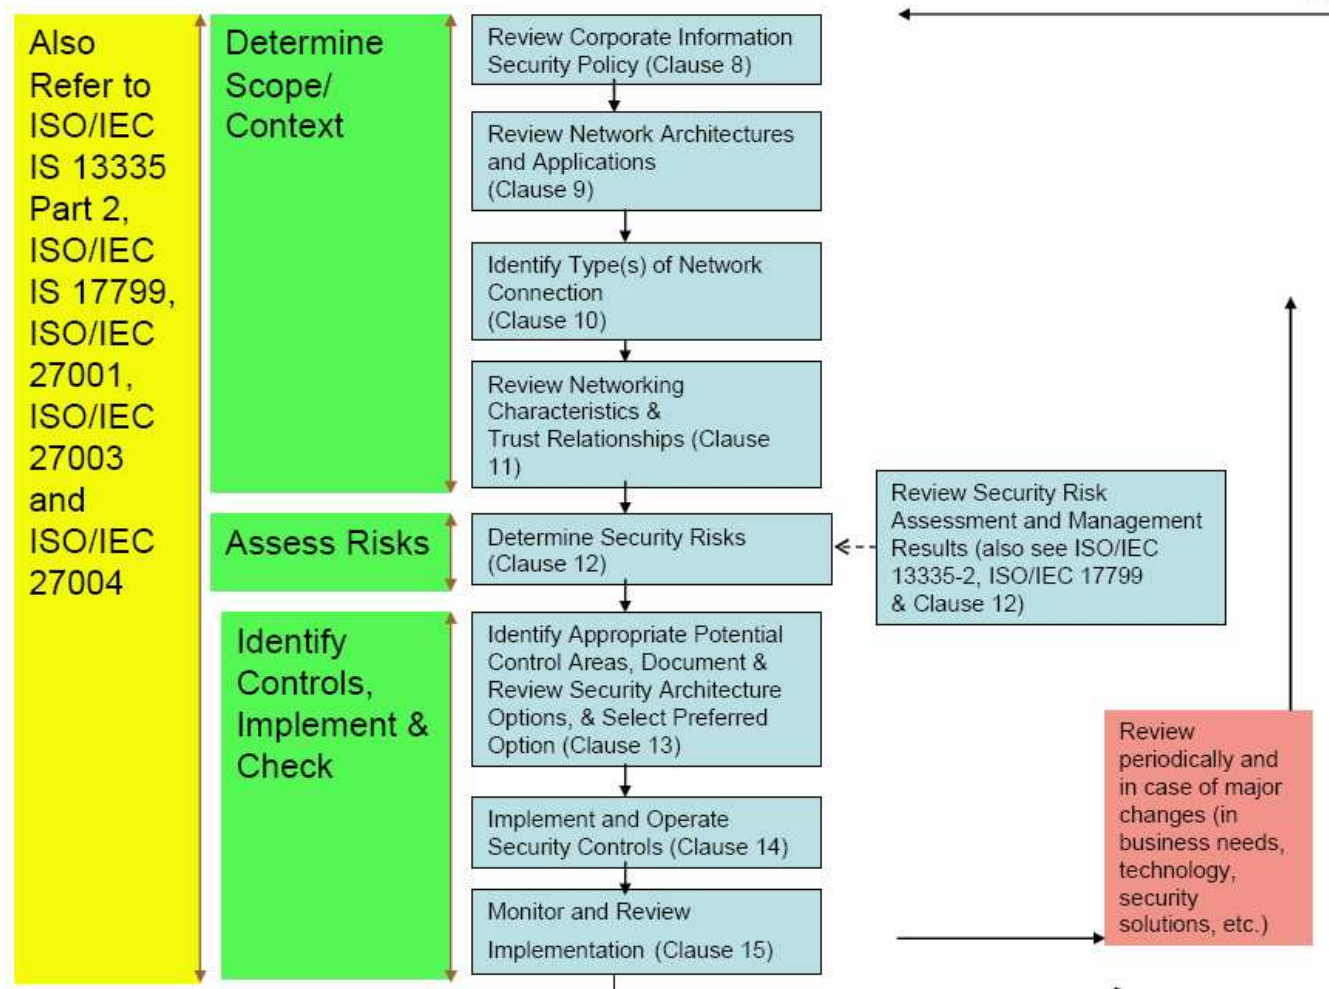 Also
Refer to
ISO/IEC
IS 13335
Part 2,
ISO/IEC
IS 17799,
ISO/IEC
27001,
ISO/IEC
27003
and
ISO/IEC
27004
Determine
Scope/
Context
Assess Risks
Identify
Controls,
Implement &
Check
Review Corporate Information
Security Policy (Clause 8)
Review Network Architectures
and Applications
(Clause 9)
Identify Type(s) of Network
Connection
(Clause 10)
Review Networking
Characteristics &
Trust Relationships (Clause
11)
Determine Security Risks
(Clause 12)
Review Security Risk
Assessment and Management
Results (also see ISO/IEC
13335-2, ISO/IEC 17799
& Clause 12)
Identify Appropriate Potential
Control Areas, Document &
Review Security Architecture
Options, & Select Preferred
Option (Clause 13)
Implement and Operate
Security Controls (Clause 14)
Monitor and Review
Implementation (Clause 15)
Review
periodically and
in case of major
changes (in
business needs,
technology,
security
solutions, etc.)